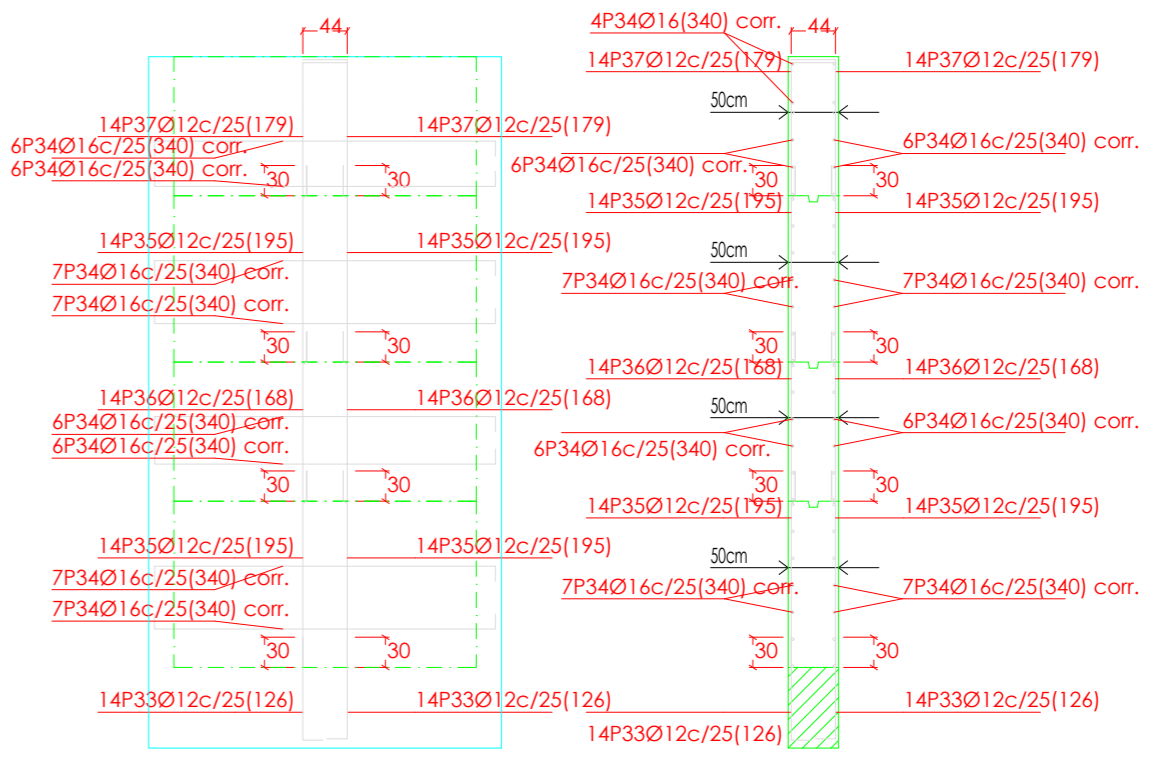 44
14P37Ø12c/25(179)
14P37Ø12c/25(179)
6P34Ø16c/25(340) corr.
6P34Ø16c/25(340) corr.
30
30
14P35Ø12c/25(195)
14P35Ø12c/25(195)
7P34Ø16c/25(340) corr.
7P34Ø16c/25(340) corr.
30
30
14P36Ø12c/25(168)
14P36Ø12c/25(168)
6P34Ø16c/25(340) corr.
6P34Ø16c/25(340) corr.
30
30
14P35Ø12c/25(195)
14P35Ø12c/25(195)
7P34Ø16c/25(340) corr.
7P34Ø16c/25(340) corr.
30
30
14P33Ø12c/25(126)
14P33Ø12c/25(126)
4P34Ø16(340) corr.
44
14P37Ø12c/25(179)
14P37Ø12c/25(179)
50cm
6P34Ø16c/25(340) corr.
6P34Ø16c/25(340) corr.
30
30
14P35Ø12c/25(195)
14P35Ø12c/25(195)
50cm
7P34Ø16c/25(340) corr.
7P34Ø16c/25(340) corr.
30
30
14P36Ø12c/25(168)
14P36Ø12c/25(168)
50cm
6P34Ø16c/25(340) corr.
6P34Ø16c/25(340) corr.
30
30
14P35Ø12c/25(195)
14P35Ø12c/25(195)
50cm
7P34Ø16c/25(340) corr.
7P34Ø16c/25(340) corr.
30
30
14P33Ø12c/25(126)
14P33Ø12c/25(126)